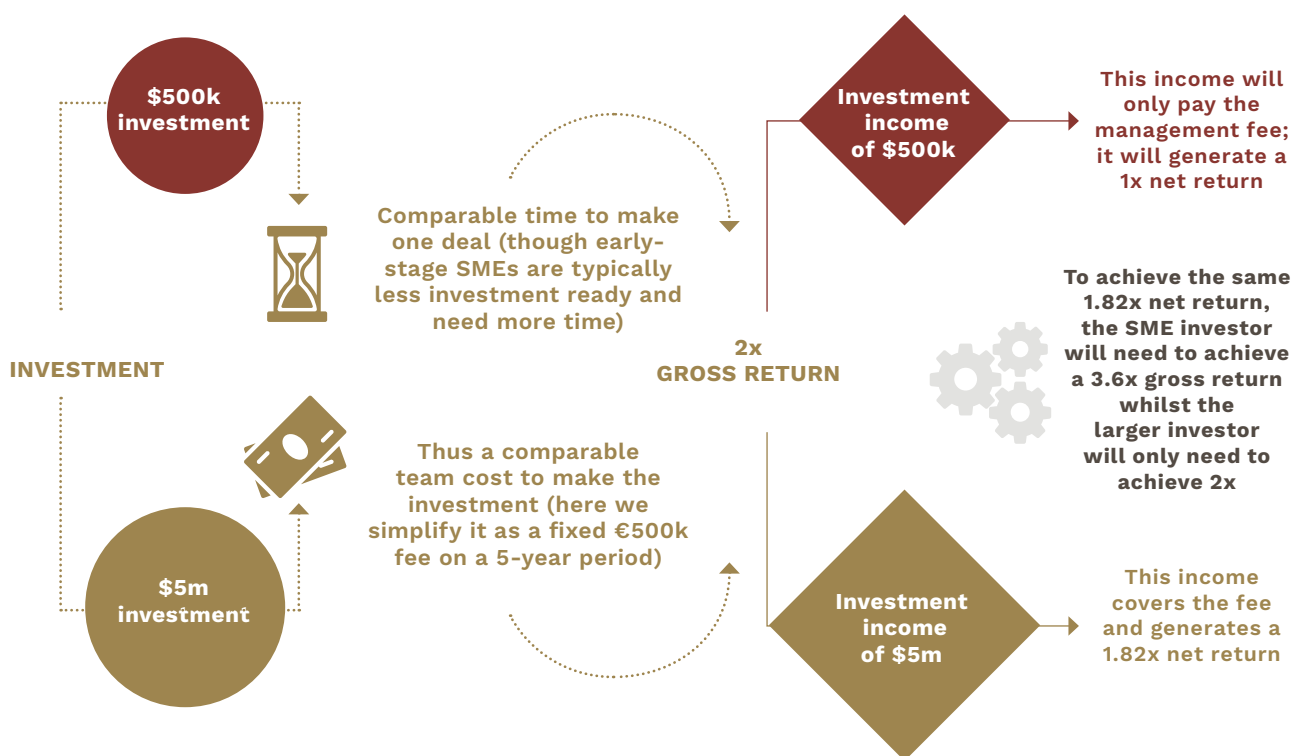 $500k
investment
Investment
income
of $500k
This income will
only pay the
management fee;
it will generate a
1x net return
Comparable time to make
one deal (though early-
stage SMEs are typically
less investment ready and
need more time)
To achieve the same
1.82x net return,
the SME investor
will need to achieve
a 3.6x gross return
whilst the
larger investor
will only need to
achieve 2x
INVESTMENT
2x
GROSS RETURN
Thus a comparable
team cost to make the
investment (here we
simplify it as a fixed €500k
fee on a 5-year period)
$5m
investment
Investment
income
of $5m
This income
covers the fee
and generates a
1.82x net return